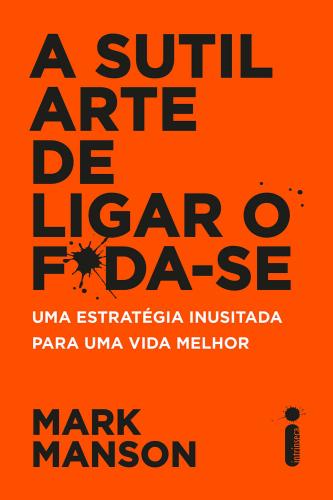 A SUTIL
ARTE
DE
LIGAR O
F*DA-SE
UMA ESTRATÉGIA INUSITADA
PARA UMA VIDA MELHOR
MARK
MANSON
intrínseca